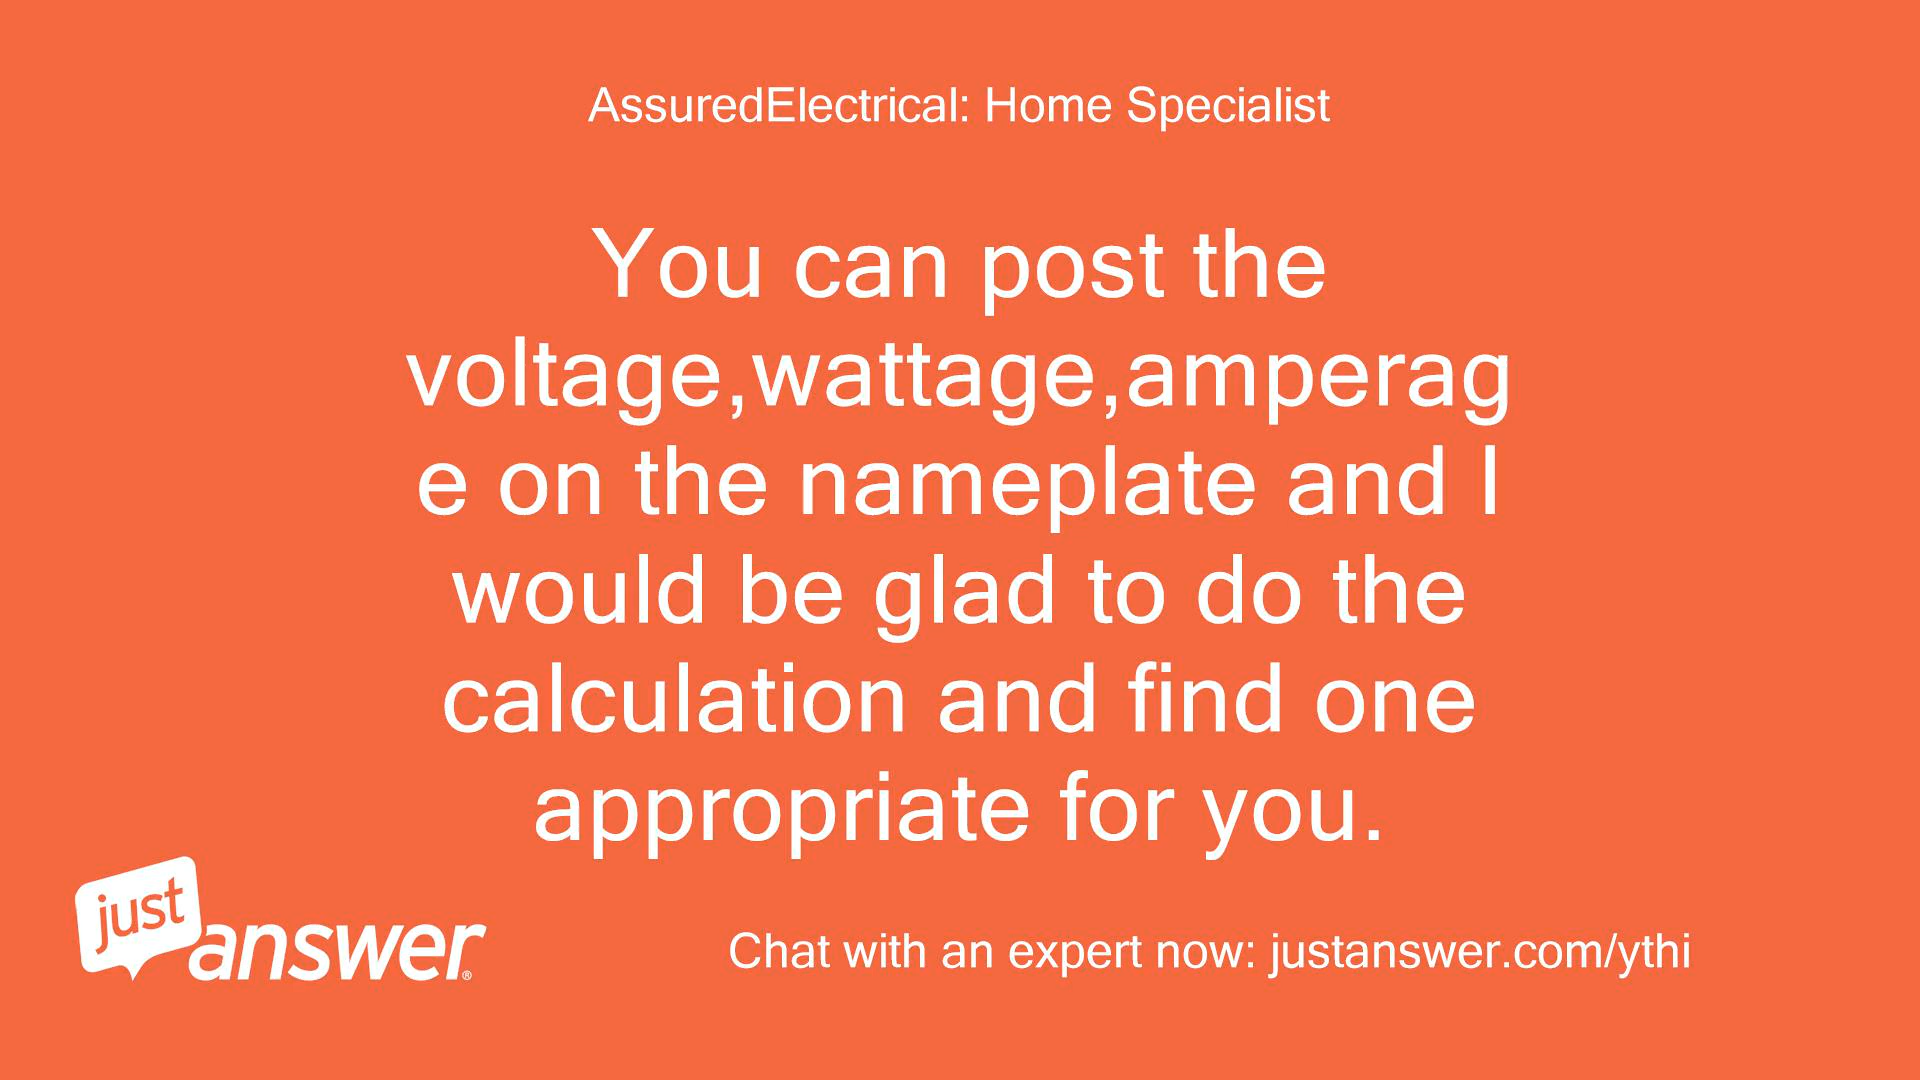 AssuredElectrical: Home Specialist
You can post the
voltage,wattage,amperag
e on the nameplate and I
would be glad to do the
calculation and find one
appropriate for you.
just
answer®
Chat with an expert now: justanswer.com/ythi